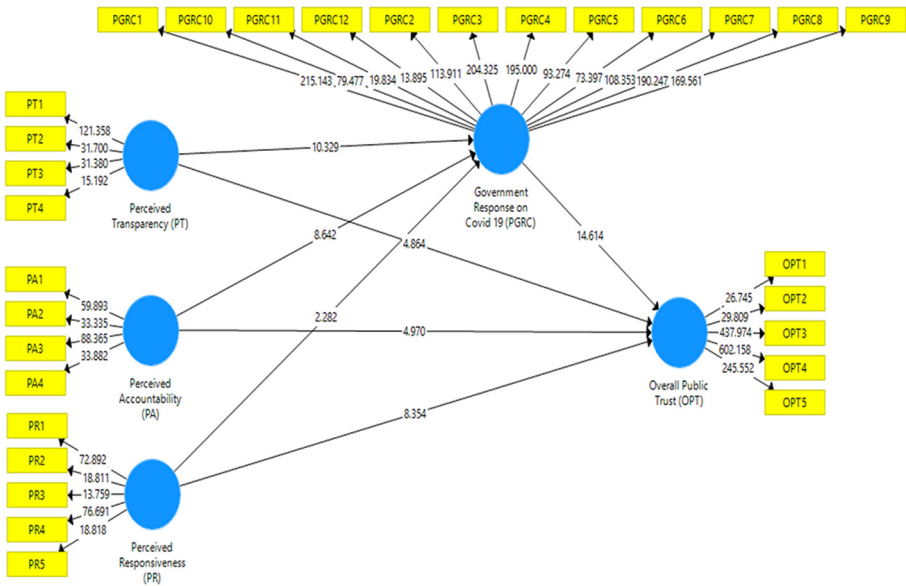 PGRC1 PGRC10 PGRC11 PGRC12 PGRC2 PGRC3 PGRC4 PGRC5 PGRC6 PGRC7 PGRC8 PGRC9
215.143 79.477 19.834 13.895 113.911 204.325 195.000 93.274 73.397 108.353 190.247 169.561
PT1
PT2
PT3
PT4
121.358
31.700
31.380
15.192
Perceived
Transparency (PT)
10.329
Government
Response on
Covid 19 (PGRC)
8.642
4.864
14.614
2.282
PA1
PA2
PA3
PA4
59.893
33.335
88.365
33.882
Perceived
Accountability
(PA)
4.970
OPT1
OPT2
OPT3
OPT4
OPT5
26.745
29.809
437.974
602.158
245.552
Overall Public
Trust (OPT)
8.354
PR1
PR2
PR3
PR4
PR5
72.892
18.811
13.759
76.691
18.818
Perceived
Responsiveness
(PR)